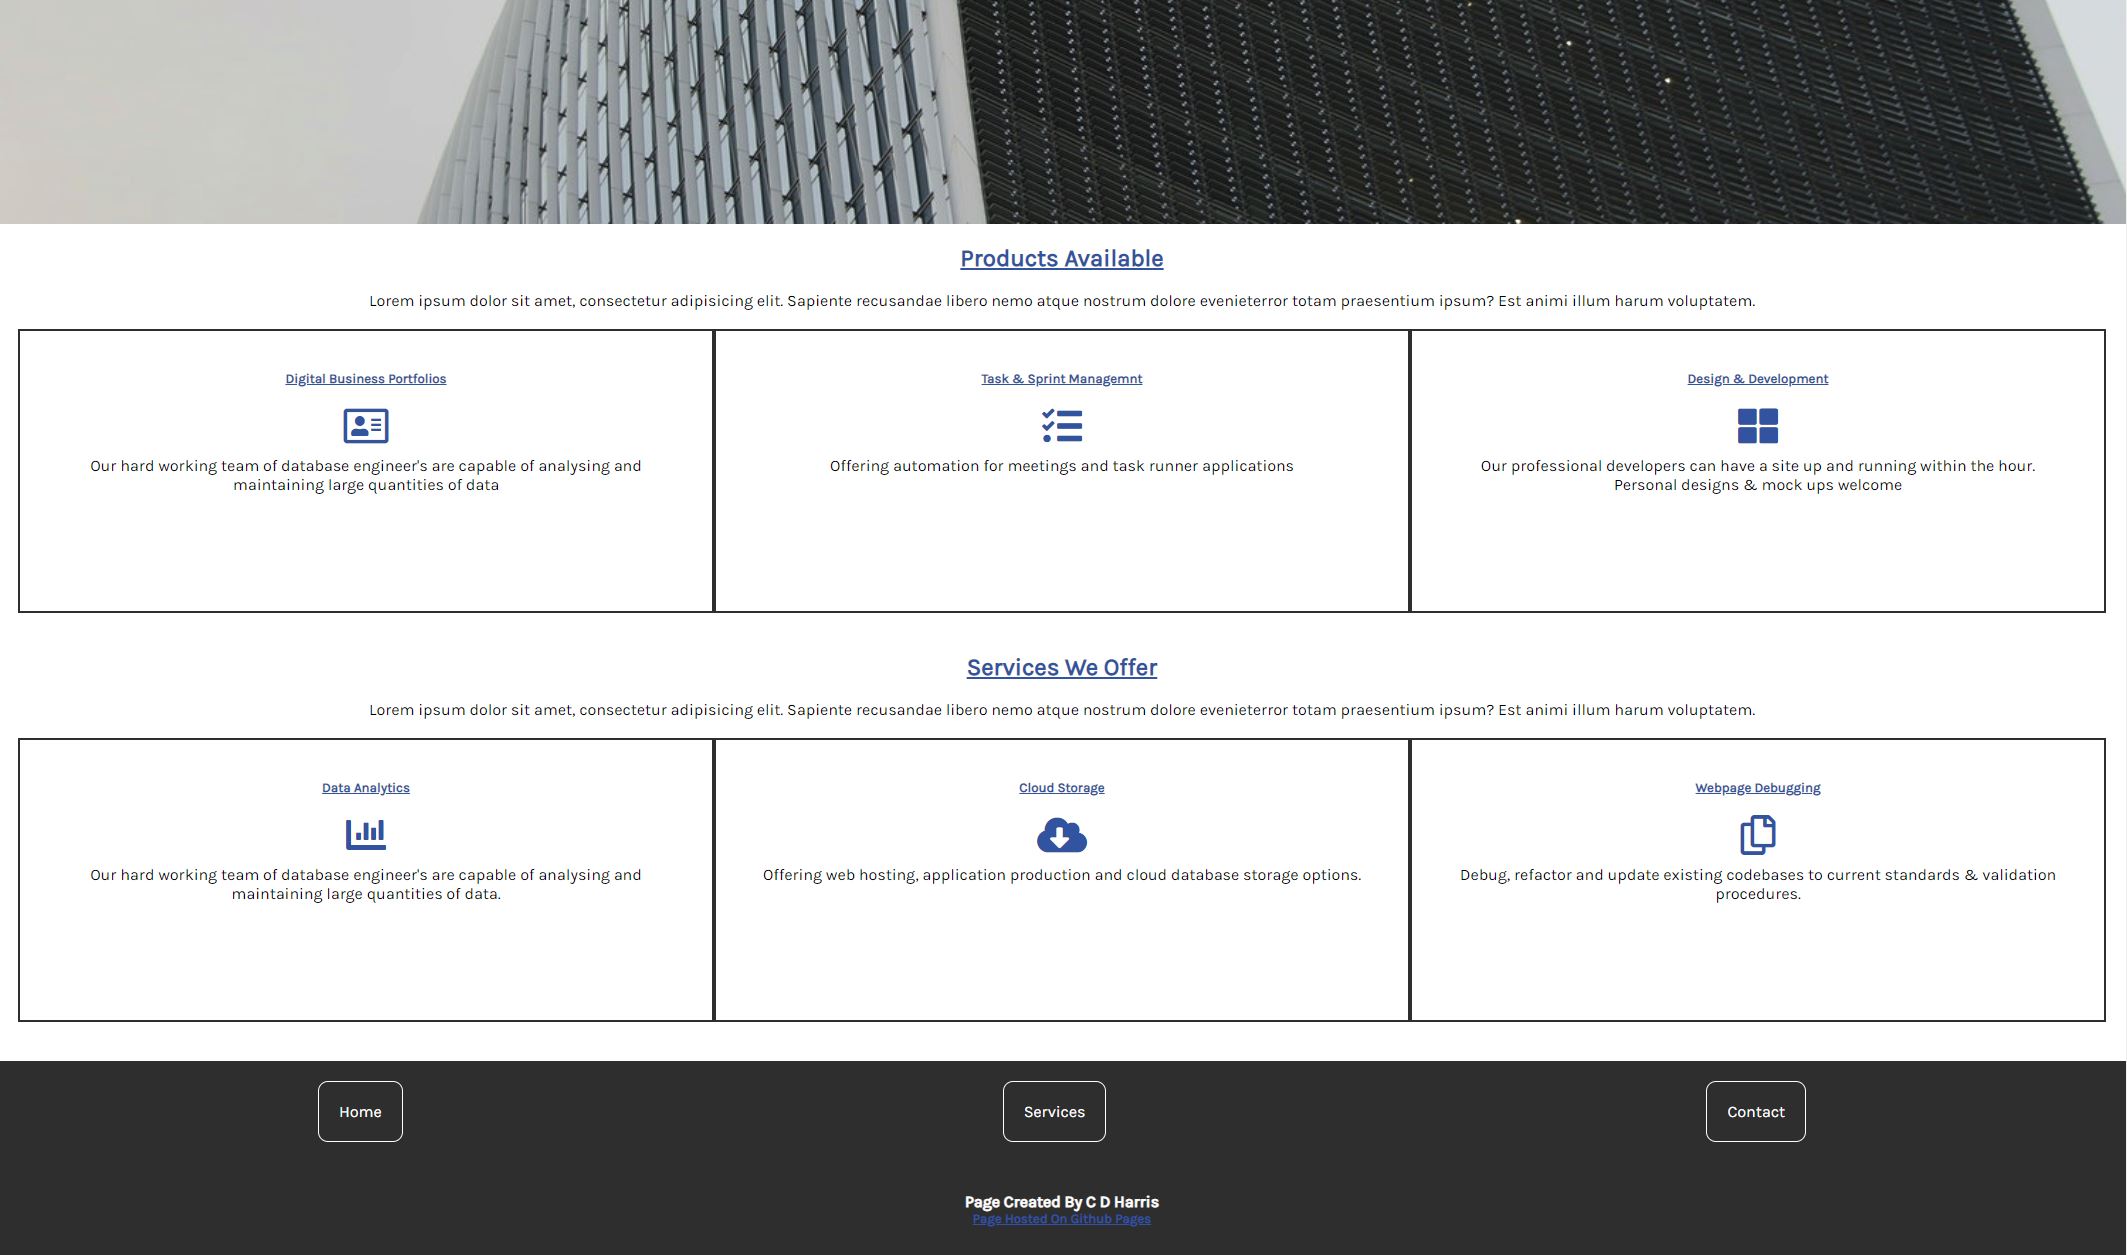 Products Available
Lorem ipsum dolor sit amet, consectetur adipisicing elit. Sapiente recusandae libero nemo atque nostrum dolore evenieterror totam praesentium ipsum? Est animi illum harum voluptatem.
Digital Business Portfolios
Our hard working team of database engineer's are capable of analysing and
maintaining large quantities of data
Task & Sprint Managemnt
Offering automation for meetings and task runner applications
Design & Development
Our professional developers can have a site up and running within the hour.
Personal designs & mock ups welcome
Services We Offer
Lorem ipsum dolor sit amet, consectetur adipisicing elit. Sapiente recusandae libero nemo atque nostrum dolore evenieterror totam praesentium ipsum? Est animi illum harum voluptatem.
Data Analytics
Our hard working team of database engineer's are capable of analysing and
maintaining large quantities of data.
Cloud Storage
Offering web hosting, application production and cloud database storage options.
Webpage Debugging
Debug, refactor and update existing codebases to current standards & validation
procedures.
Home
Services
Contact
Page Created By C D Harris
Page Hosted On Github Pages